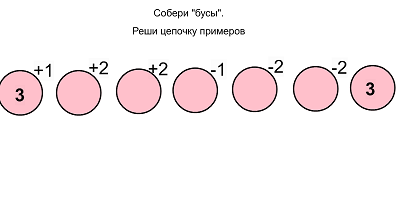 Собери "бусы".
Реши цепочку примеров
+1 +2 +2 -1 -2 -2
3 3